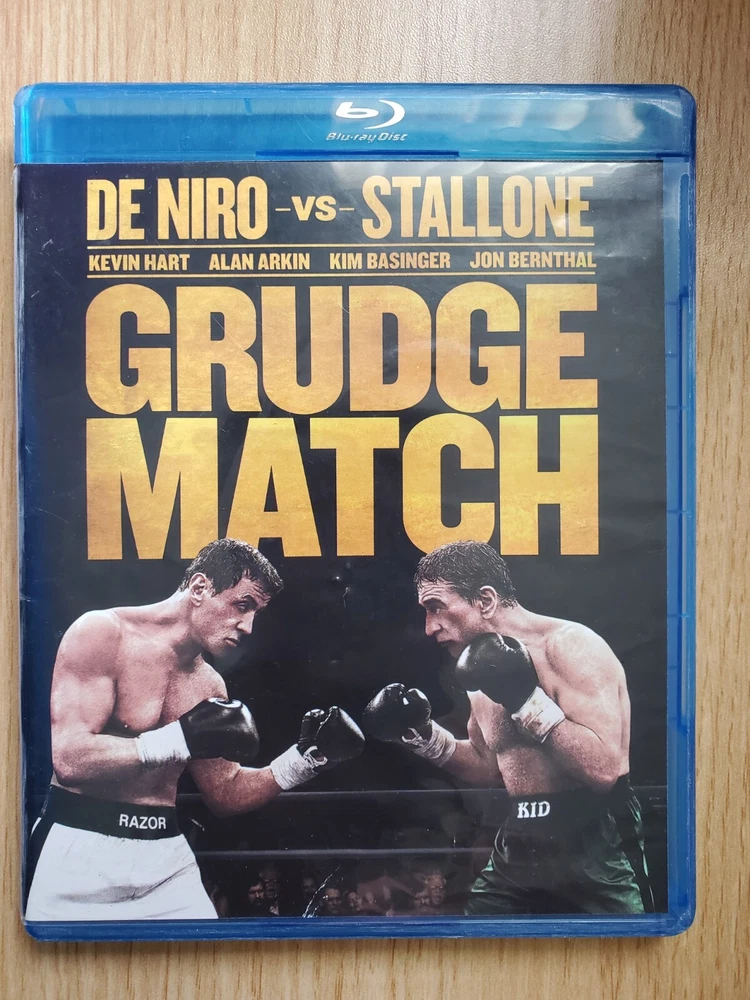 Blu-ray Disc
DE NIRO -VS- STALLONE
KEVIN HART ALAN ARKIN KIM BASINGER JON BERNTHAL
GRUDGE
MATCH
RAZOR
KID